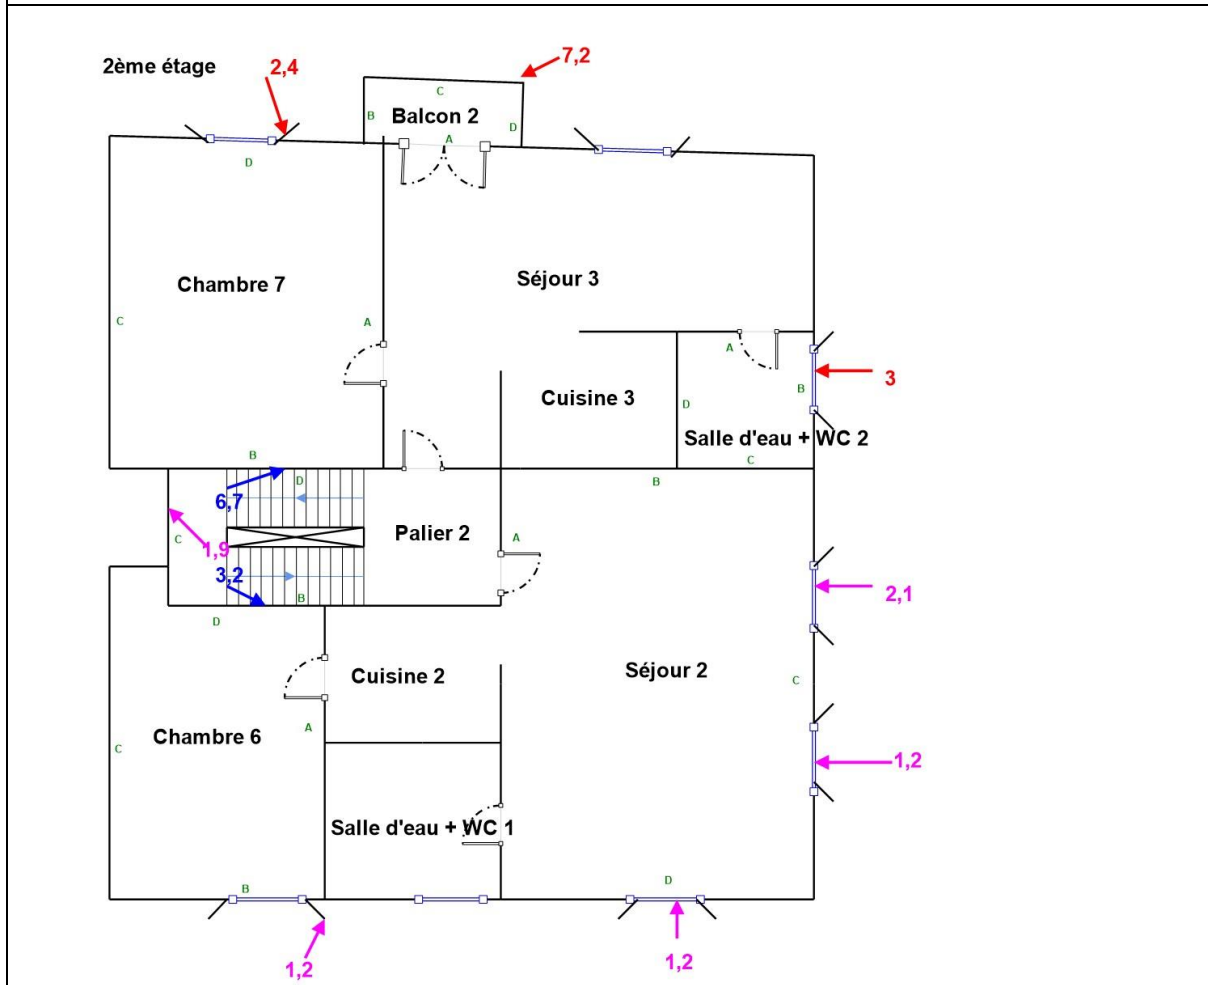 7,2
2ème étage
2,4
C
B
Balcon 2
D
A
D
Séjour 3
Chambre 7
C
A
A
3
B
Cuisine 3
D
Salle d'eau + WC 2
B
C
D
B
6,7
Palier 2
A
C
1,9
3,2
2,1
B
D
Séjour 2
Cuisine 2
C
A
Chambre 6
C
1,2
Salle d'eau + WC 1
D
B
1,2
1,2